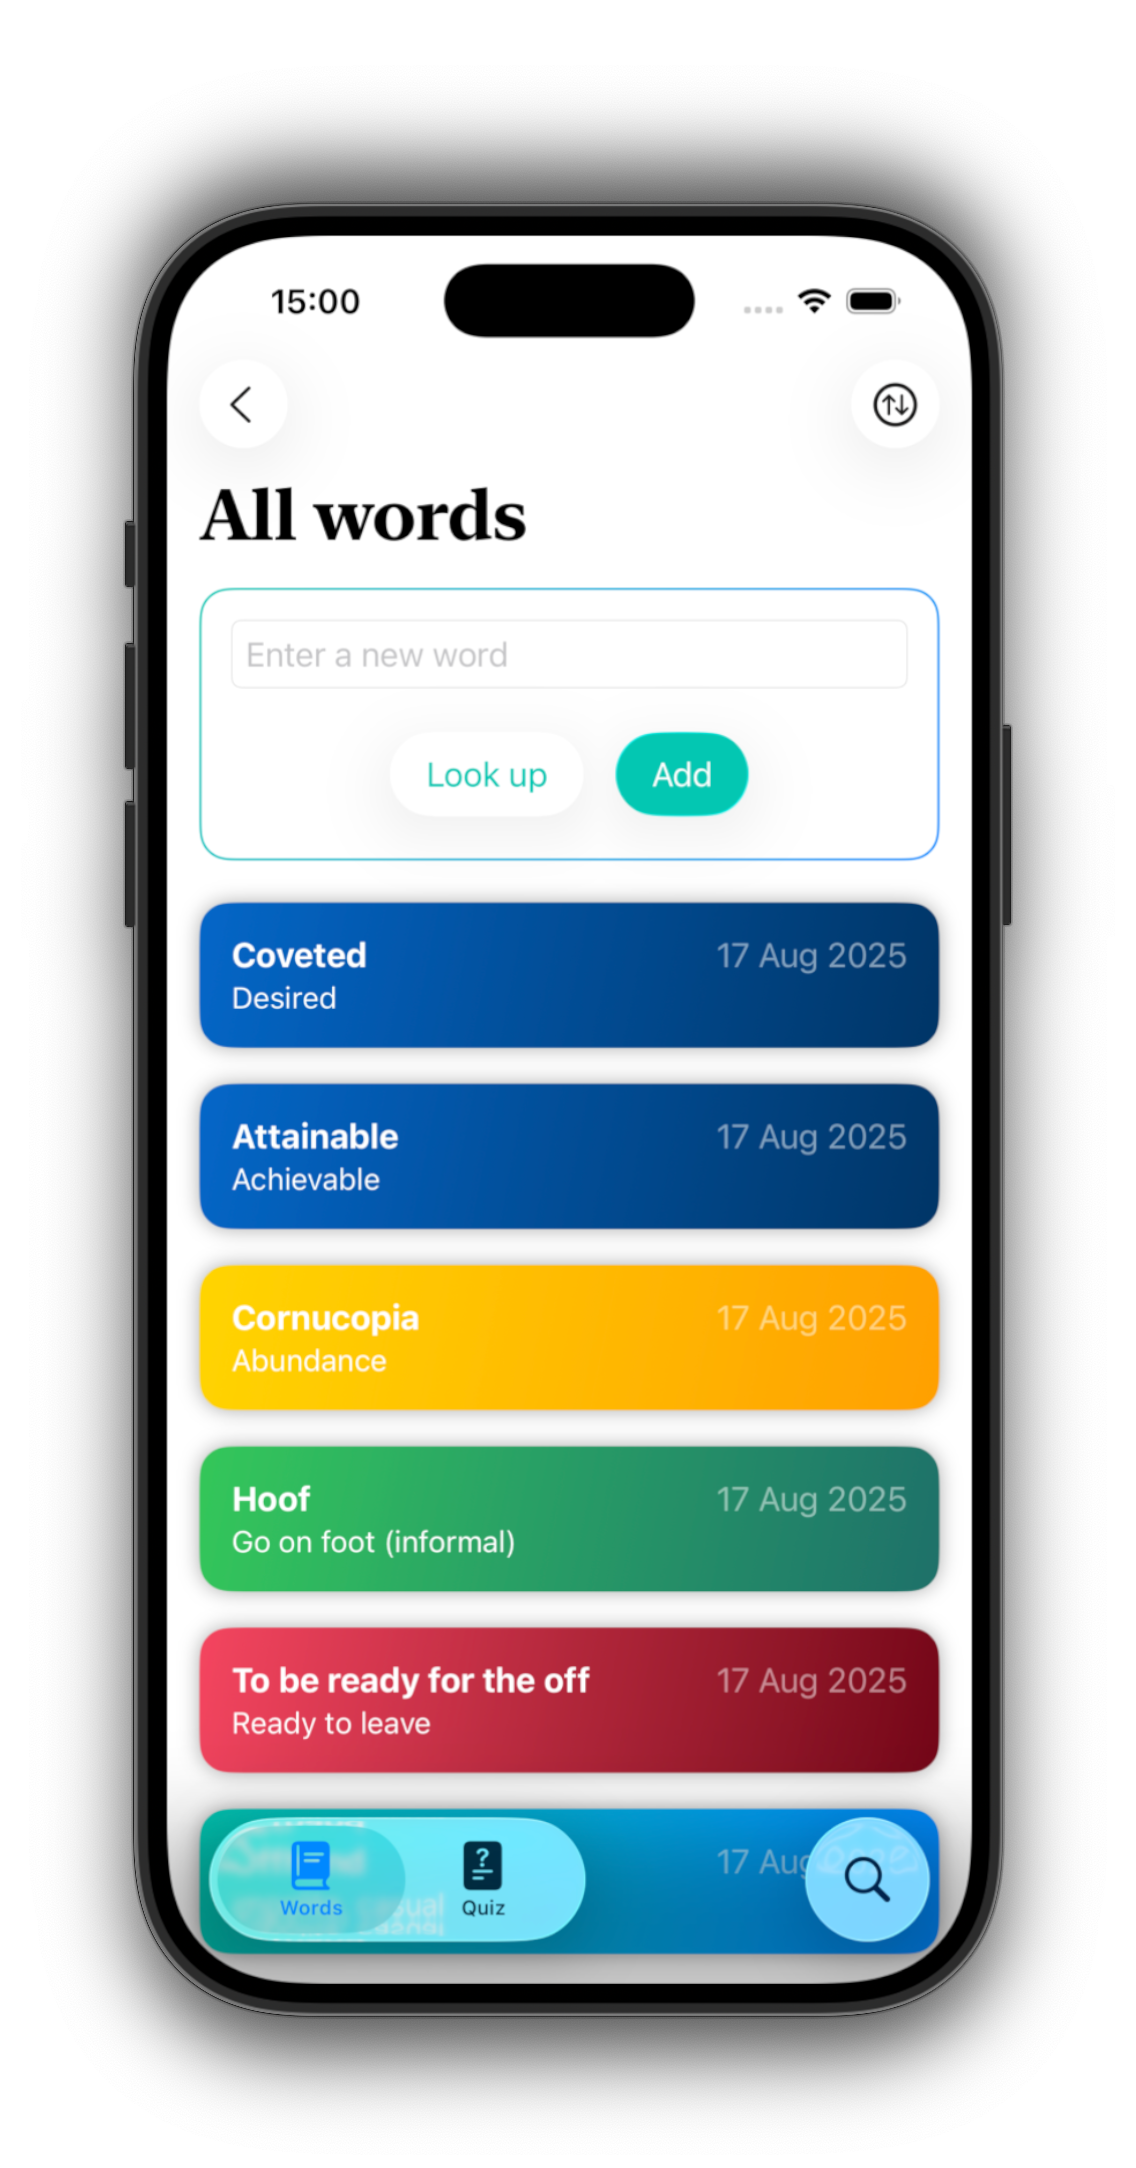 15:00
All words
Enter a new word
Look up
Add
Coveted
17 Aug 2025
Desired
Attainable
17 Aug 2025
Achievable
Cornucopia
17 Aug 2025
Abundance
Hoof
17 Aug 2025
Go on foot (informal)
To be ready for the off
17 Aug 2025
Ready to leave
17 Aug
Words
Quiz